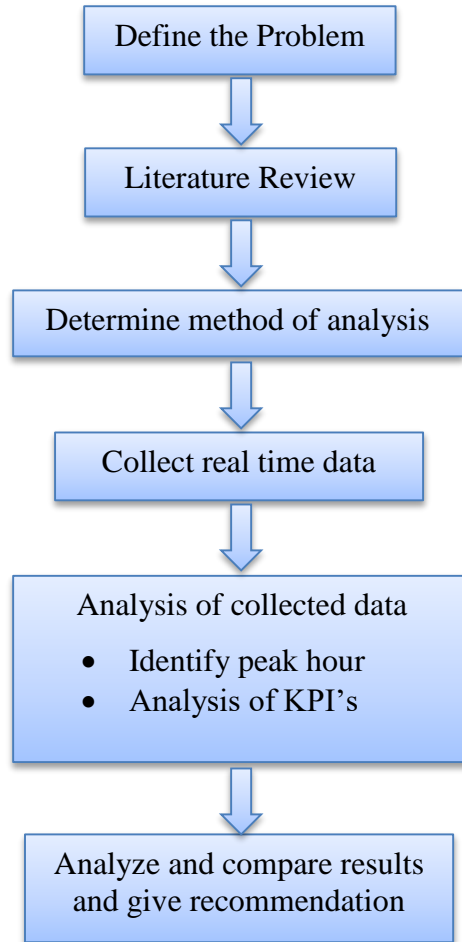 Define the Problem
Literature Review
Determine method of analysis
Collect real time data
Analysis of collected data
• Identify peak hour
• Analysis of KPI's
Analyze and compare results
and give recommendation